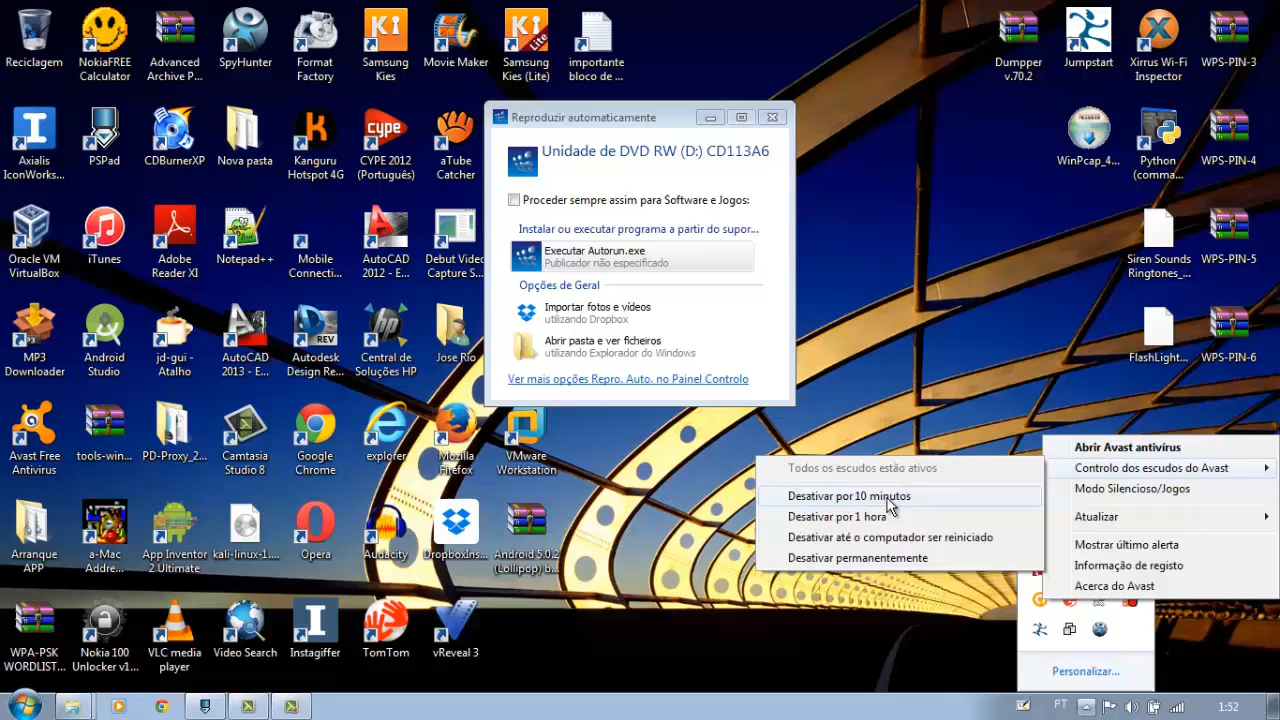 Reciclagem
NokiaFREE
Calculator
Advanced
Archive P...
SpyHunter
Format
Factory
Samsung
Kies
Movie Maker
Samsung
Kies (Lite)
importante
bloco de ...
Dumpper
v.70.2
Jumpstart
Xirrus Wi-Fi
Inspector
WPS-PIN-3
Axialis
IconWorks...
PSPad
CDBurnerXP
Nova pasta
Kanguru
Hotspot 4G
CYPE 2012
(Português)
aTube
Catcher
WinPcap_4...
Python
(comma...
WPS-PIN-4
Oracle VM
VirtualBox
iTunes
Adobe
Reader XI
Notepad++
Mobile
Connecti...
AutoCAD
2012 - E...
Debut Video
Capture S...
Siren Sounds
Ringtones_...
WPS-PIN-5
MP3
Downloader
Android
Studio
jd-gui -
Atalho
AutoCAD
2013 - E...
Autodesk
Design Re...
Central de
Soluções HP
Jose Rio
FlashLight...
WPS-PIN-6
Avast Free
Antivirus
tools-win...
PD-Proxy_2...
Camtasia
Studio 8
Google
Chrome
explorer
Mozilla
Firefox
VMware
Workstation
Arranque
APP
a-Mac
Addre...
App Inventor
2 Ultimate
kali-linux-1....
Opera
Audacity
DropboxIns...
Android 5.0.2
(Lollipop) b...
WPA-PSK
WORDLIST...
Nokia 100
Unlocker v1...
VLC media
player
Video Search
Instagiffer
TomTom
vReveal 3
Reproduzir automaticamente
Unidade de DVD RW (D:) CD113A6
Proceder sempre assim para Software e Jogos:
Instalar ou executar programa a partir do supor...
Executar Autorun.exe
Publicador não especificado
Opções de Geral
Importar fotos e vídeos
utilizando Dropbox
Abrir pasta e ver ficheiros
utilizando Explorador do Windows
Ver mais opções Repro. Auto. no Painel Controlo
Todos os escudos estão ativos
Desativar por 10 minutos
Desativar por 1 hora
Desativar até o computador ser reiniciado
Desativar permanentemente
Abrir Avast antivírus
Controlo dos escudos do Avast
Modo Silencioso/Jogos
Atualizar
Mostrar último alerta
Informação de registo
Acerca do Avast
Personalizar...
PT
1:52